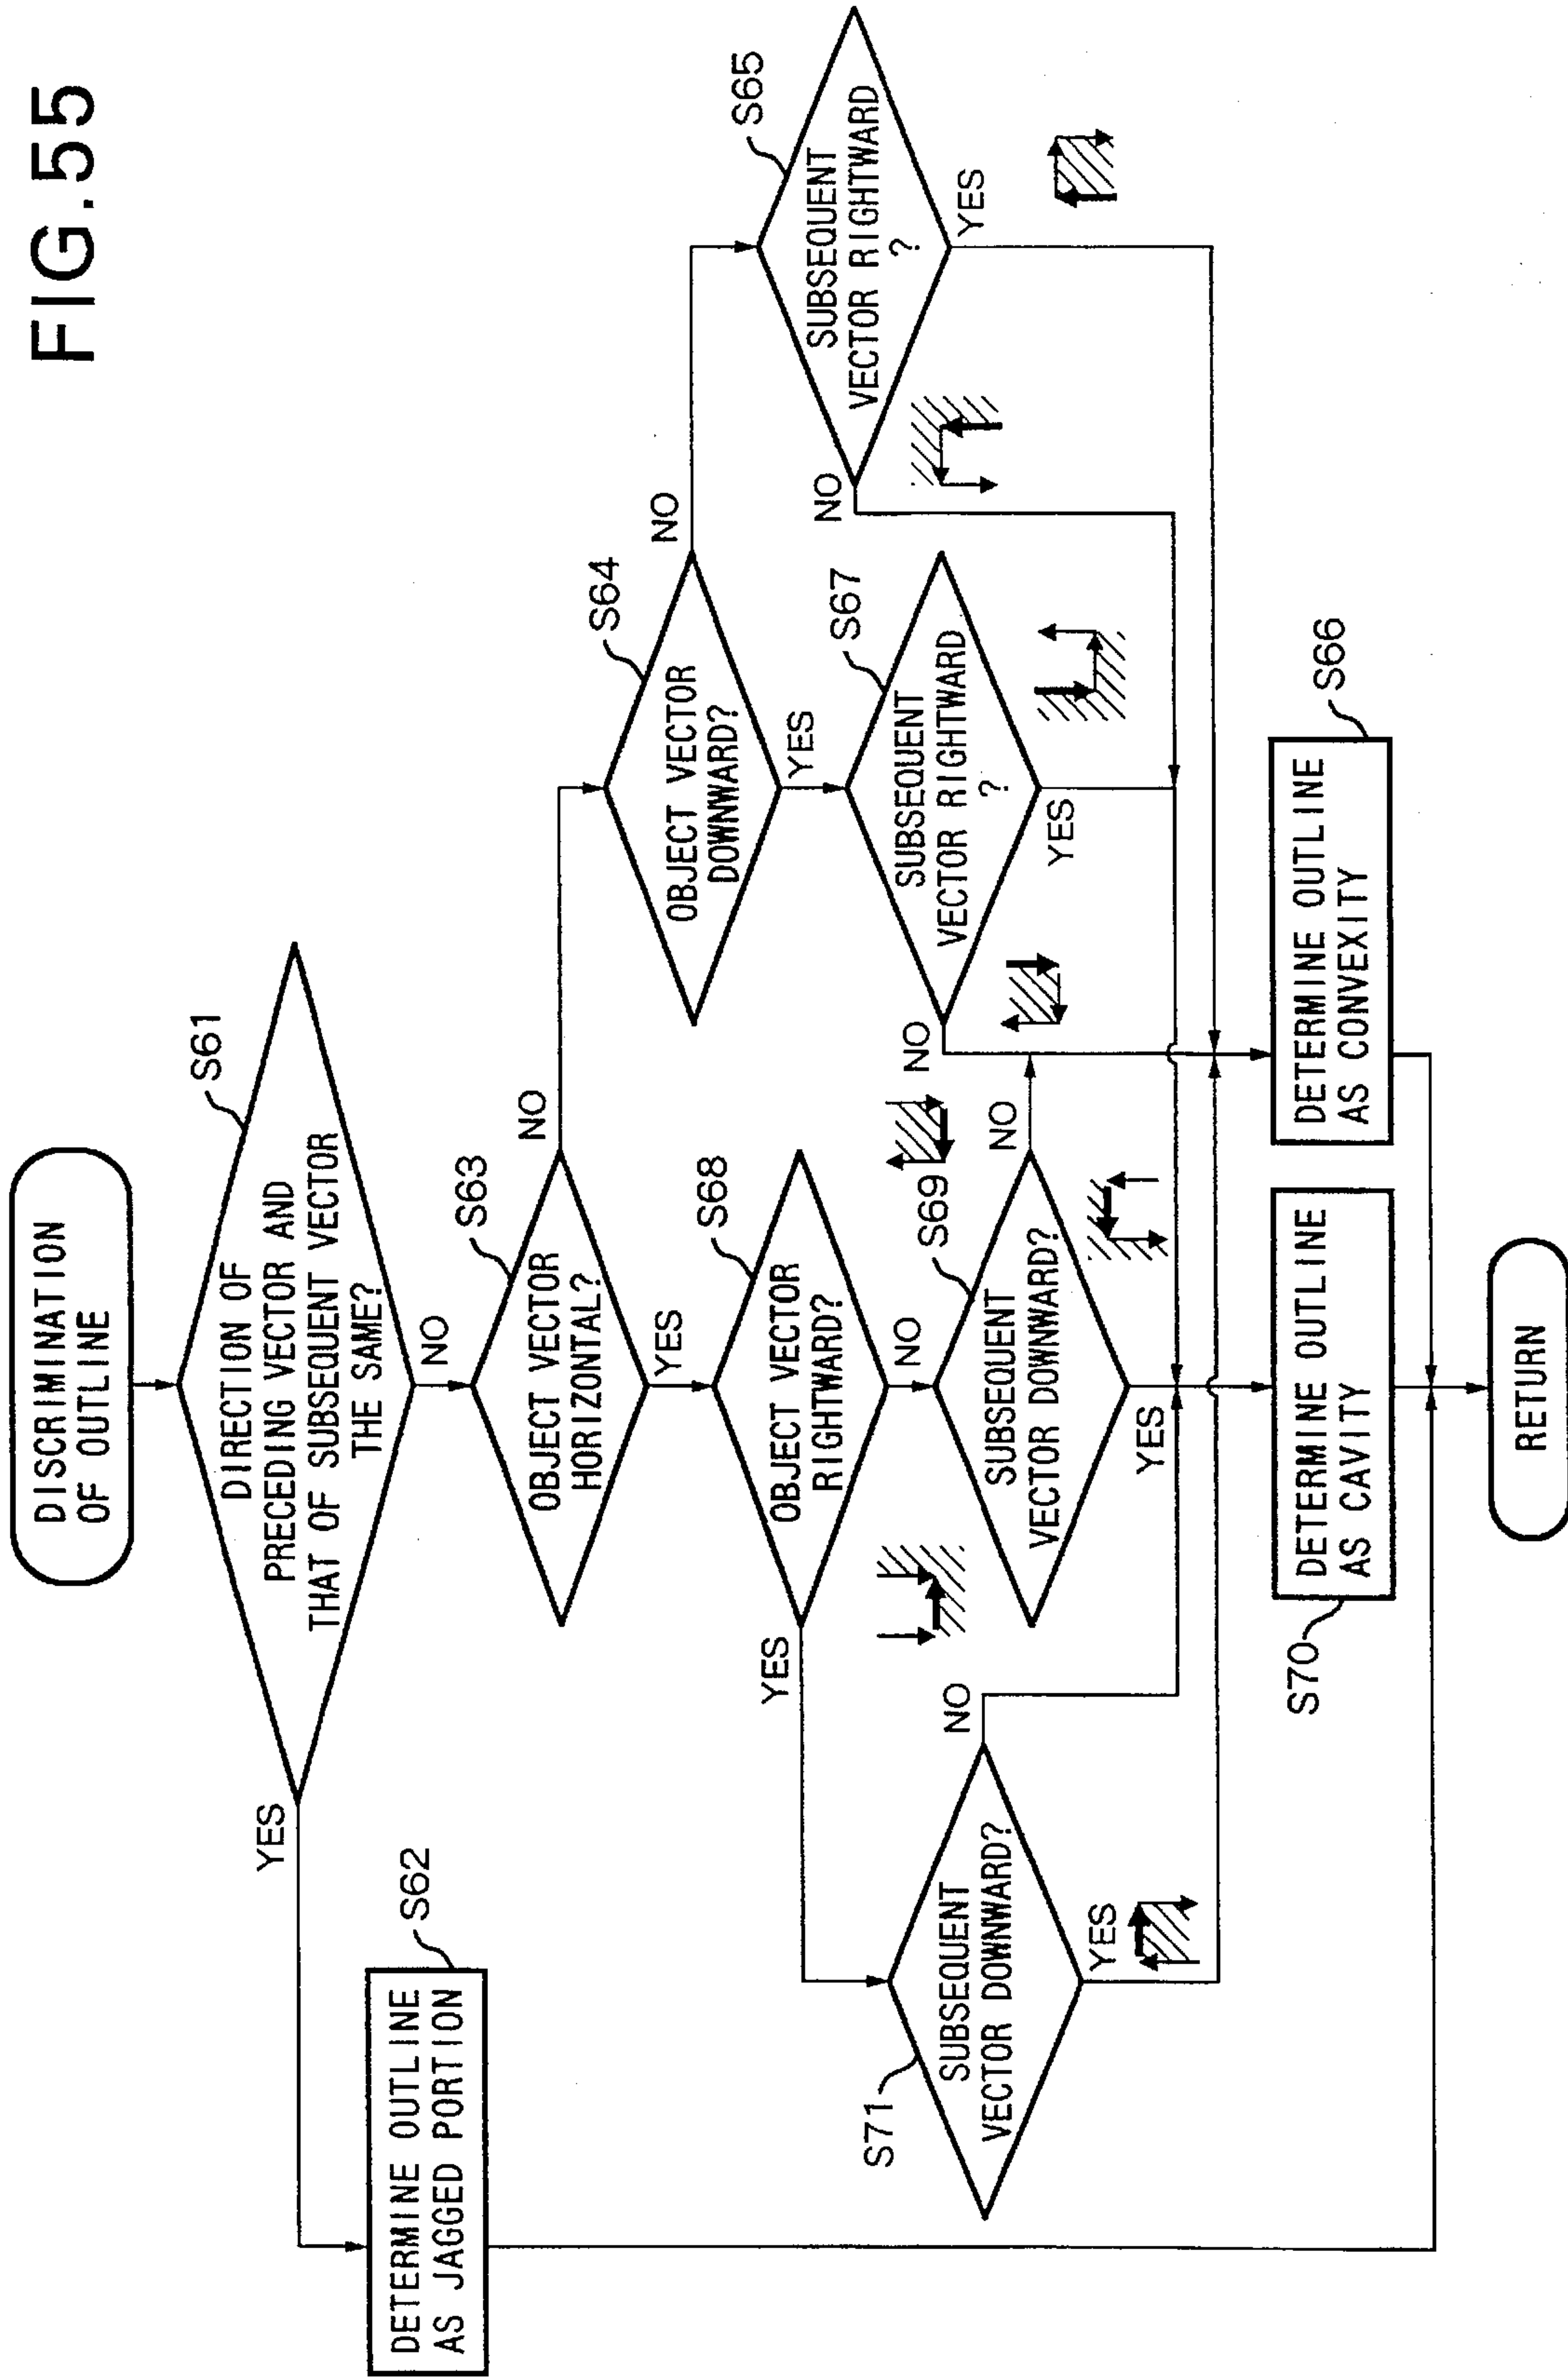 FIG.55
DISCRIMINATION
OF OUTLINE
S61
DIRECTION OF
PRECEDING VECTOR AND
THAT OF SUBSEQUENT VECTOR
THE SAME?
YES
NO
S62
DETERMINE OUTLINE
AS JAGGED PORTION
S63
OBJECT VECTOR
HORIZONTAL?
NO
YES
S64
OBJECT VECTOR
DOWNWARD?
NO
YES
S65
SUBSEQUENT
VECTOR RIGHTWARD
?
NO
YES
S67
SUBSEQUENT
VECTOR RIGHTWARD
?
NO
YES
S68
OBJECT VECTOR
RIGHTWARD?
YES
NO
S69
SUBSEQUENT
VECTOR DOWNWARD?
NO
YES
S71
SUBSEQUENT
VECTOR DOWNWARD?
NO
YES
S70
DETERMINE OUTLINE
AS CAVITY
S66
DETERMINE OUTLINE
AS CONVEXITY
RETURN